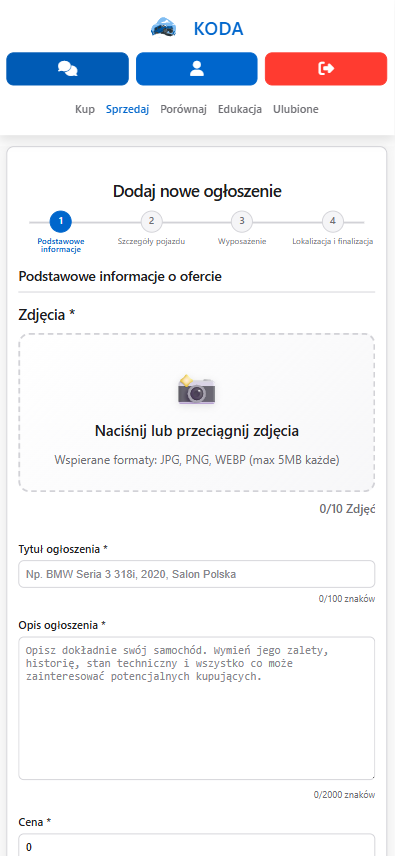 KODA
Kup Sprzedaj Porównaj Edukacja Ulubione
Dodaj nowe ogłoszenie
1 2 3 4
Podstawowe informacje
Szczegóły pojazdu
Wyposażenie
Lokalizacja i finalizacja
Podstawowe informacje o ofercie
Zdjęcia *
Naciśnij lub przeciągnij zdjęcia
Wspierane formaty: JPG, PNG, WEBP (max 5MB każde)
0/10 Zdjęć
Tytuł ogłoszenia *
Np. BMW Seria 3 318i, 2020, Salon Polska
0/100 znaków
Opis ogłoszenia *
Opisz dokładnie swój samochód. Wymień jego zalety,
historię, stan techniczny i wszystko co może
zainteresować potencjalnych kupujących.
0/2000 znaków
Cena *
0